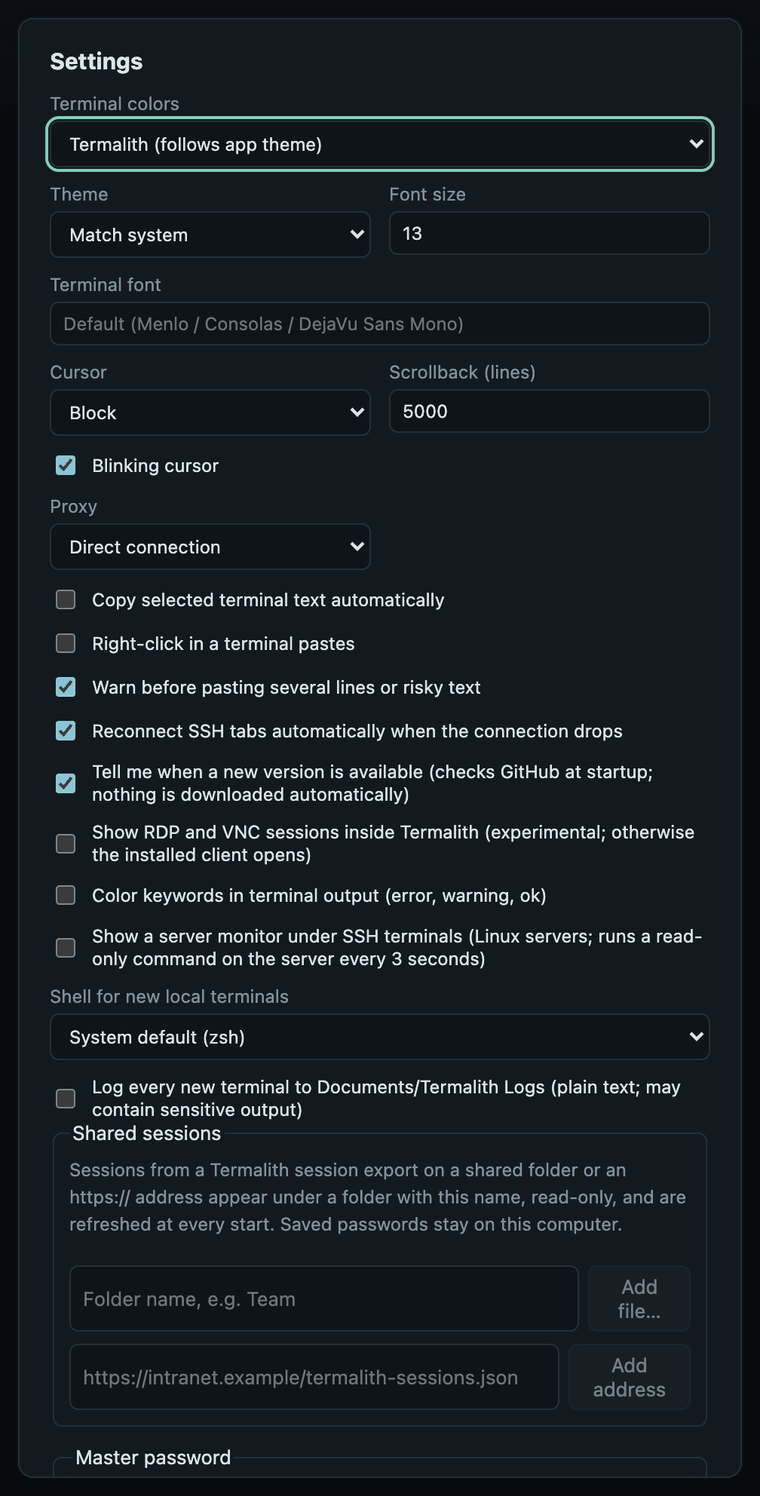 Settings
Terminal colors
Termalith (follows app theme)
Theme
Font size
Match system
13
Terminal font
Default (Menlo / Consolas / DejaVu Sans Mono)
Cursor
Scrollback (lines)
Block
5000
Blinking cursor
Proxy
Direct connection
Copy selected terminal text automatically
Right-click in a terminal pastes
Warn before pasting several lines or risky text
Reconnect SSH tabs automatically when the connection drops
Tell me when a new version is available (checks GitHub at startup;
nothing is downloaded automatically)
Show RDP and VNC sessions inside Termalith (experimental; otherwise
the installed client opens)
Color keywords in terminal output (error, warning, ok)
Show a server monitor under SSH terminals (Linux servers; runs a read-
only command on the server every 3 seconds)
Shell for new local terminals
System default (zsh)
Log every new terminal to Documents/Termalith Logs (plain text; may
contain sensitive output)
Shared sessions
Sessions from a Termalith session export on a shared folder or an
https:// address appear under a folder with this name, read-only, and are
refreshed at every start. Saved passwords stay on this computer.
Folder name, e.g. Team
Add
file...
https://intranet.example/termalith-sessions.json
Add
address
Master password